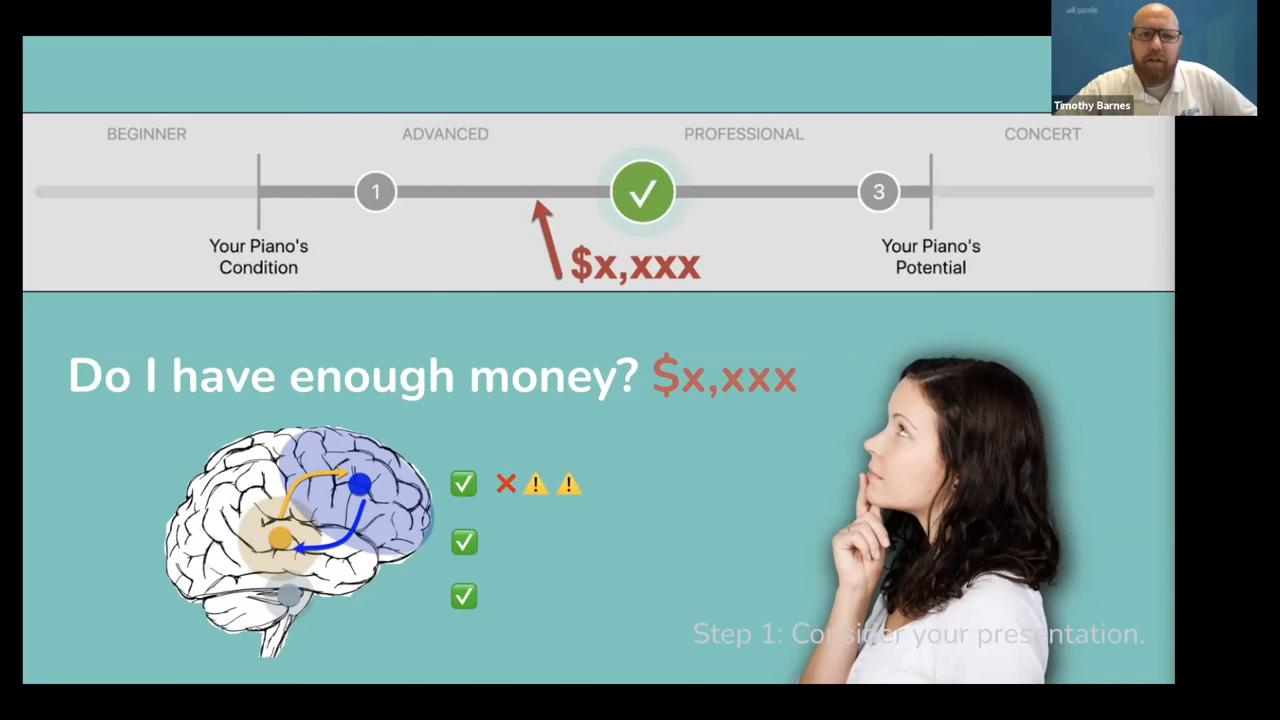 gazelle
Timothy Barnes
BEGINNER
ADVANCED
PROFESSIONAL
CONCERT
1
3
Your Piano's
Condition
$x,xxx
Your Piano's
Potential
Do I have enough money? $x,xxx
Step 1: Consider your presentation.